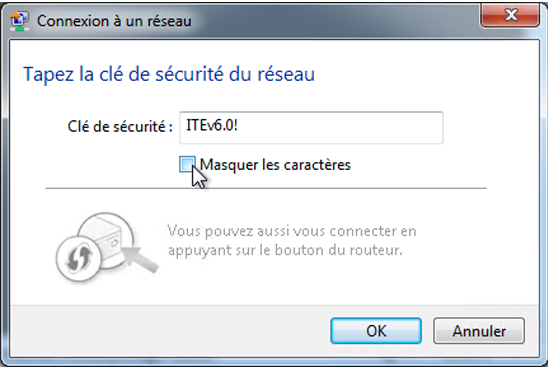 Connexion à un réseau
Tapez la clé de sécurité du réseau
Clé de sécurité : ITEv6.0!
Masquer les caractères
Vous pouvez aussi vous connecter en
appuyant sur le bouton du routeur.
OK Annuler